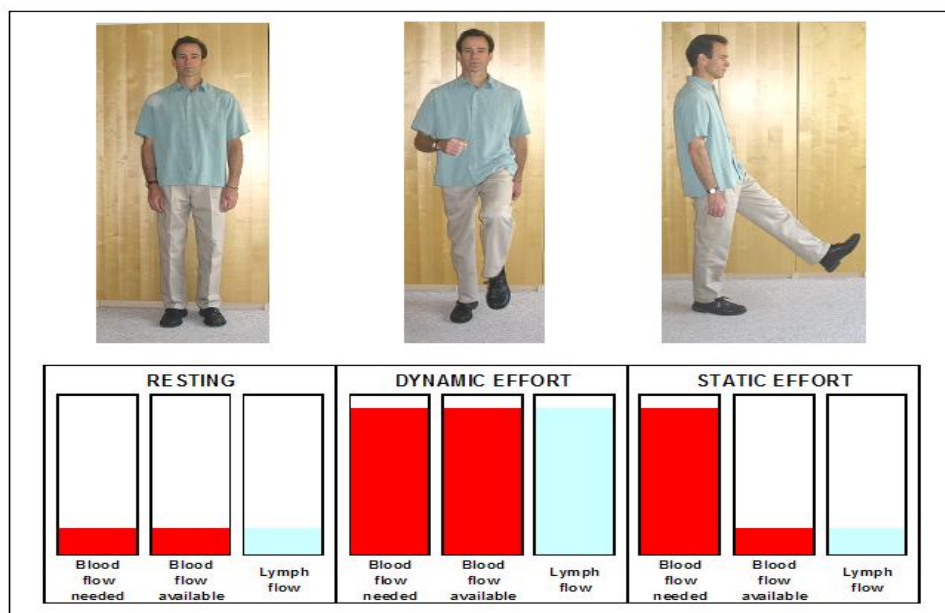 RESTING
DYNAMIC EFFORT
STATIC EFFORT
Blood
flow
needed
Blood
flow
available
Lymph
flow
Blood
flow
needed
Blood
flow
available
Lymph
flow
Blood
flow
needed
Blood
flow
available
Lymph
flow